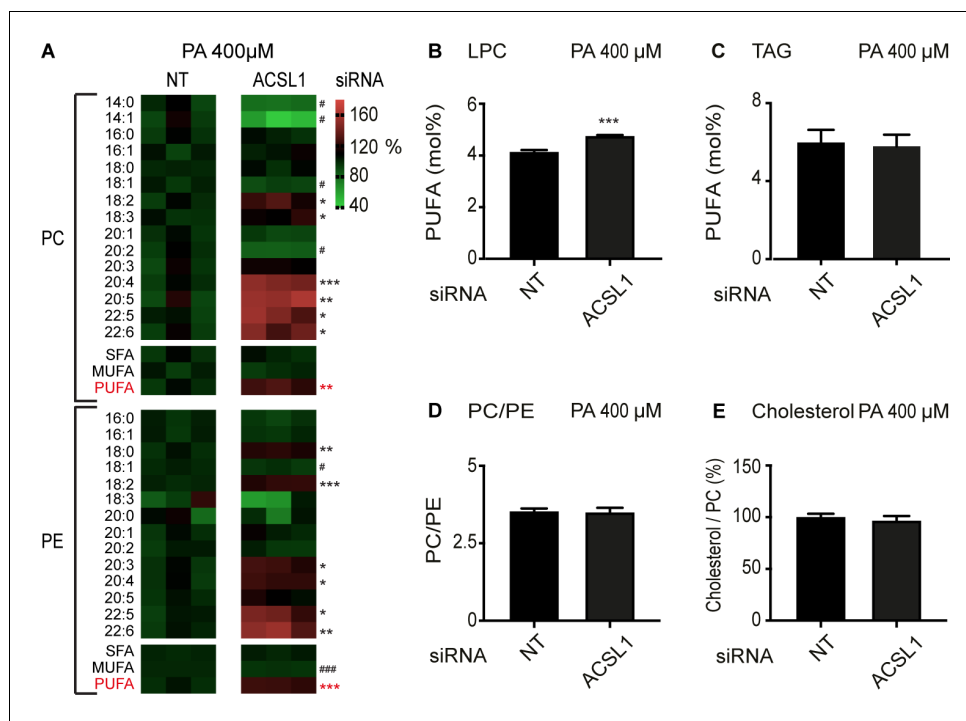 A
PA 400µM
NT ACSL1 siRNA
160
120 %
80
40
PC
14:0 #
14:1 #
16:0
16:1
18:0
18:1 #
18:2 *
18:3 *
20:1
20:2 #
20:3
20:4 ***
20:5 **
22:5 *
22:6 *
SFA
MUFA
PUFA **
PE
16:0
16:1
18:0 **
18:1 #
18:2 ***
18:3
20:0
20:1
20:2
20:3 *
20:4 *
20:5
22:5 *
22:6 **
SFA
MUFA ###
PUFA ***
B LPC PA 400 µM
PUFA (mol%)
6
4
2
0
***
siRNA NT ACSL1
C TAG PA 400 µM
PUFA (mol%)
8
6
4
2
0
siRNA NT ACSL1
D PC/PE PA 400 µM
PC/PE
5
2.5
0
siRNA NT ACSL1
E Cholesterol PA 400 µM
Cholesterol / PC (%)
150
100
50
0
siRNA NT ACSL1